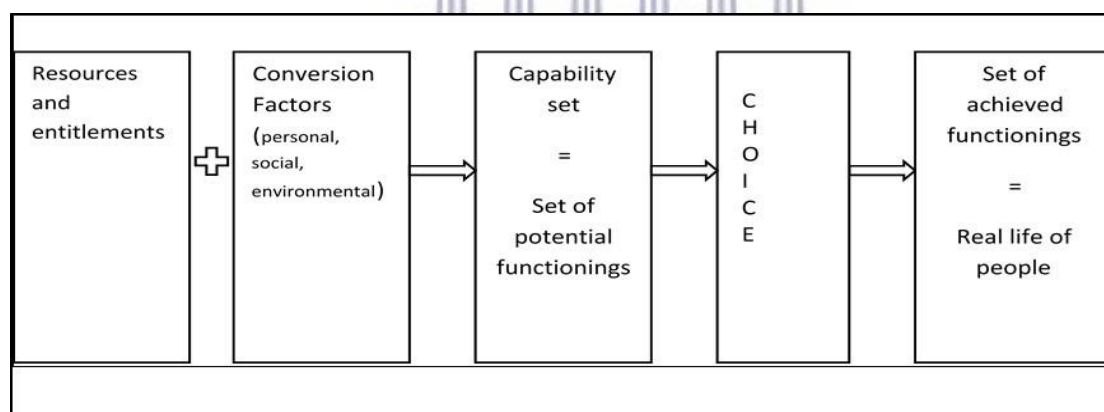 Resources
and
entitlements
Conversion
Factors
(personal,
social,
environmental)
Capability
set
=
Set of
potential
functionings
C
H
O
I
C
E
Set of
achieved
functionings
=
Real life of
people